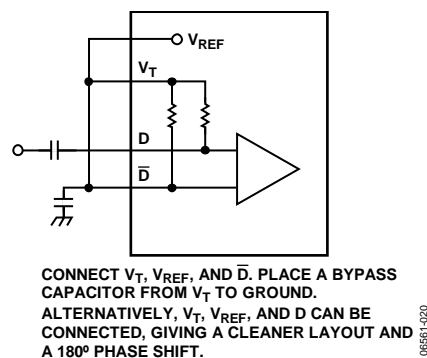 V_REF
V_T
D
D̅
CONNECT V_T, V_REF, AND D̅. PLACE A BYPASS
CAPACITOR FROM V_T TO GROUND.
ALTERNATIVELY, V_T, V_REF, AND D CAN BE
CONNECTED, GIVING A CLEANER LAYOUT AND
A 180º PHASE SHIFT.
06561-020